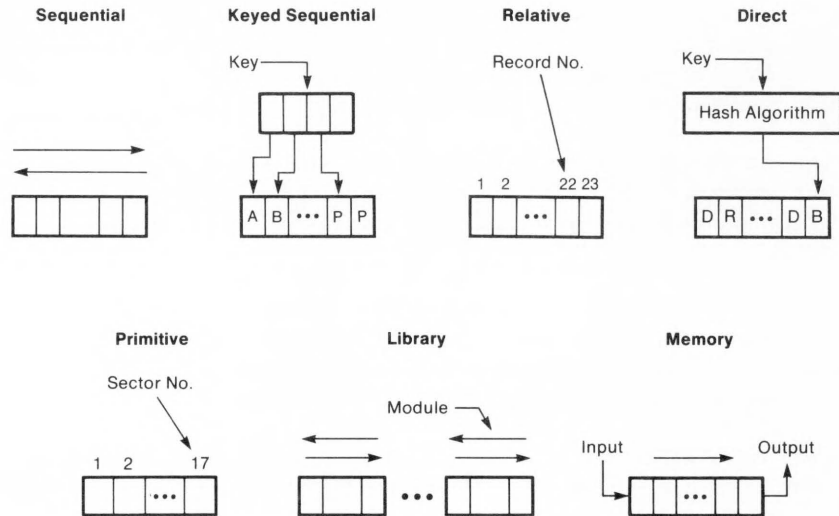 Sequential Keyed Sequential Relative Direct
Key Record No. Key
Hash Algorithm
1 2 22 23
A B ••• P P ••• D R ••• D B
Primitive Library Memory
Sector No.
Module
Input Output
1 2 17
••• ••• •••